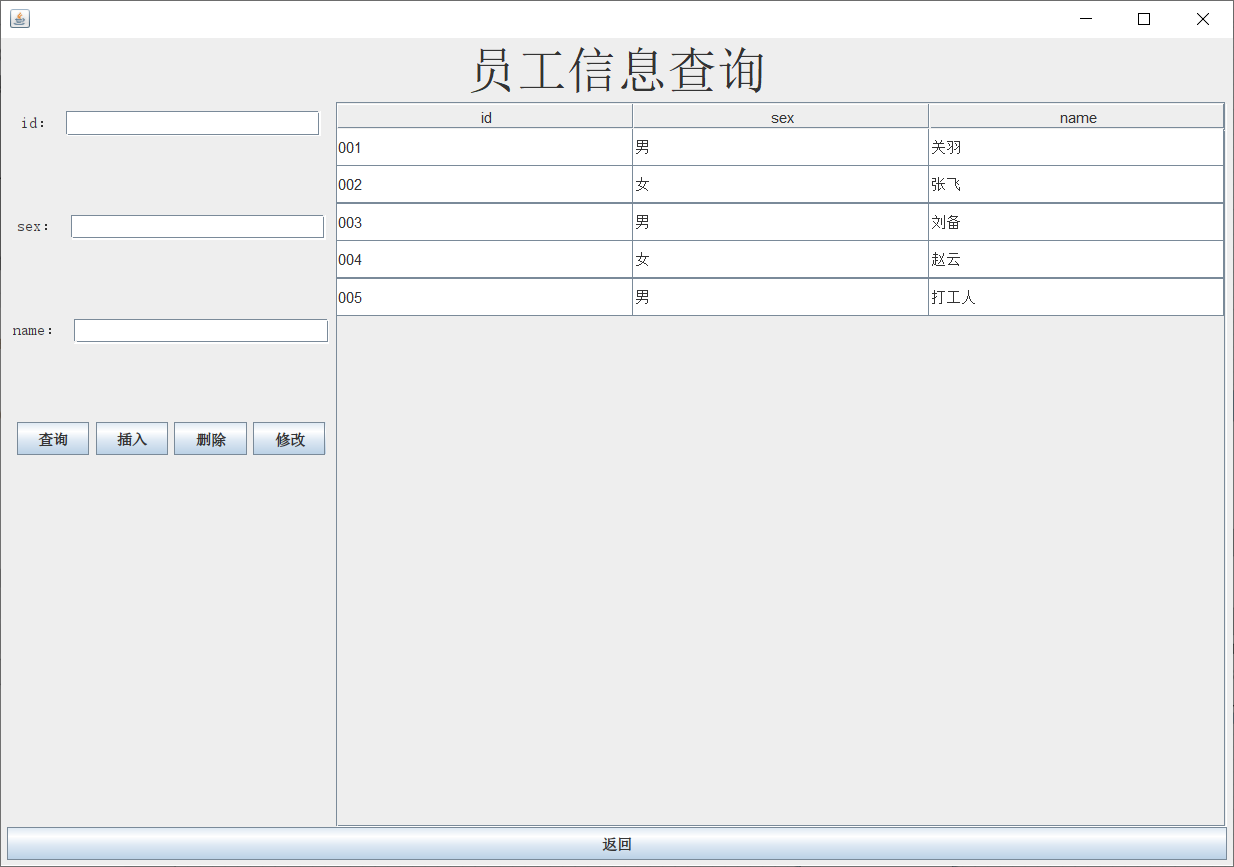 员工信息查询
id:
sex:
name:
查询 插入 删除 修改
id sex name
001 男 关羽
002 女 张飞
003 男 刘备
004 女 赵云
005 男 打工人
返回